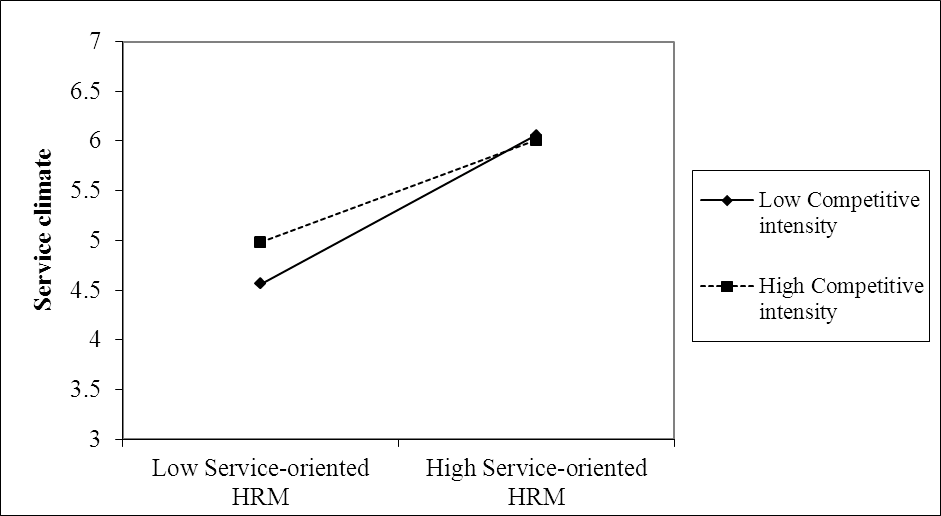 7
6.5
6
5.5
5
4.5
4
3.5
3
Service climate
Low Service-oriented
HRM
High Service-oriented
HRM
Low Competitive
intensity
High Competitive
intensity